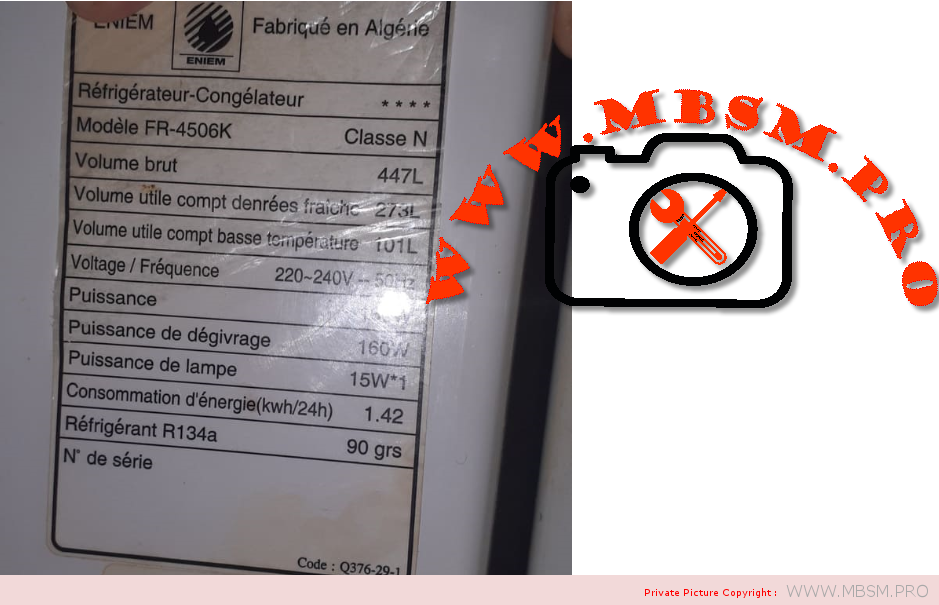 ENIEM
ENIEM
Fabriqué en Algérie
Réfrigérateur-Congélateur ****
Modèle FR-4506K Classe N
Volume brut 447L
Volume utile compt denrées fraiche 273L
Volume utile compt basse température 101L
Voltage / Fréquence 220~240V -- 50Hz
Puissance
Puissance de dégivrage 160W
Puissance de lampe 15W*1
Consommation d'énergie(kwh/24h) 1.42
Réfrigérant R134a 90 grs
N° de série
Code : Q376-29-1
WWW.MBSM.PRO
Private Picture Copyright : WWW.MBSM.PRO